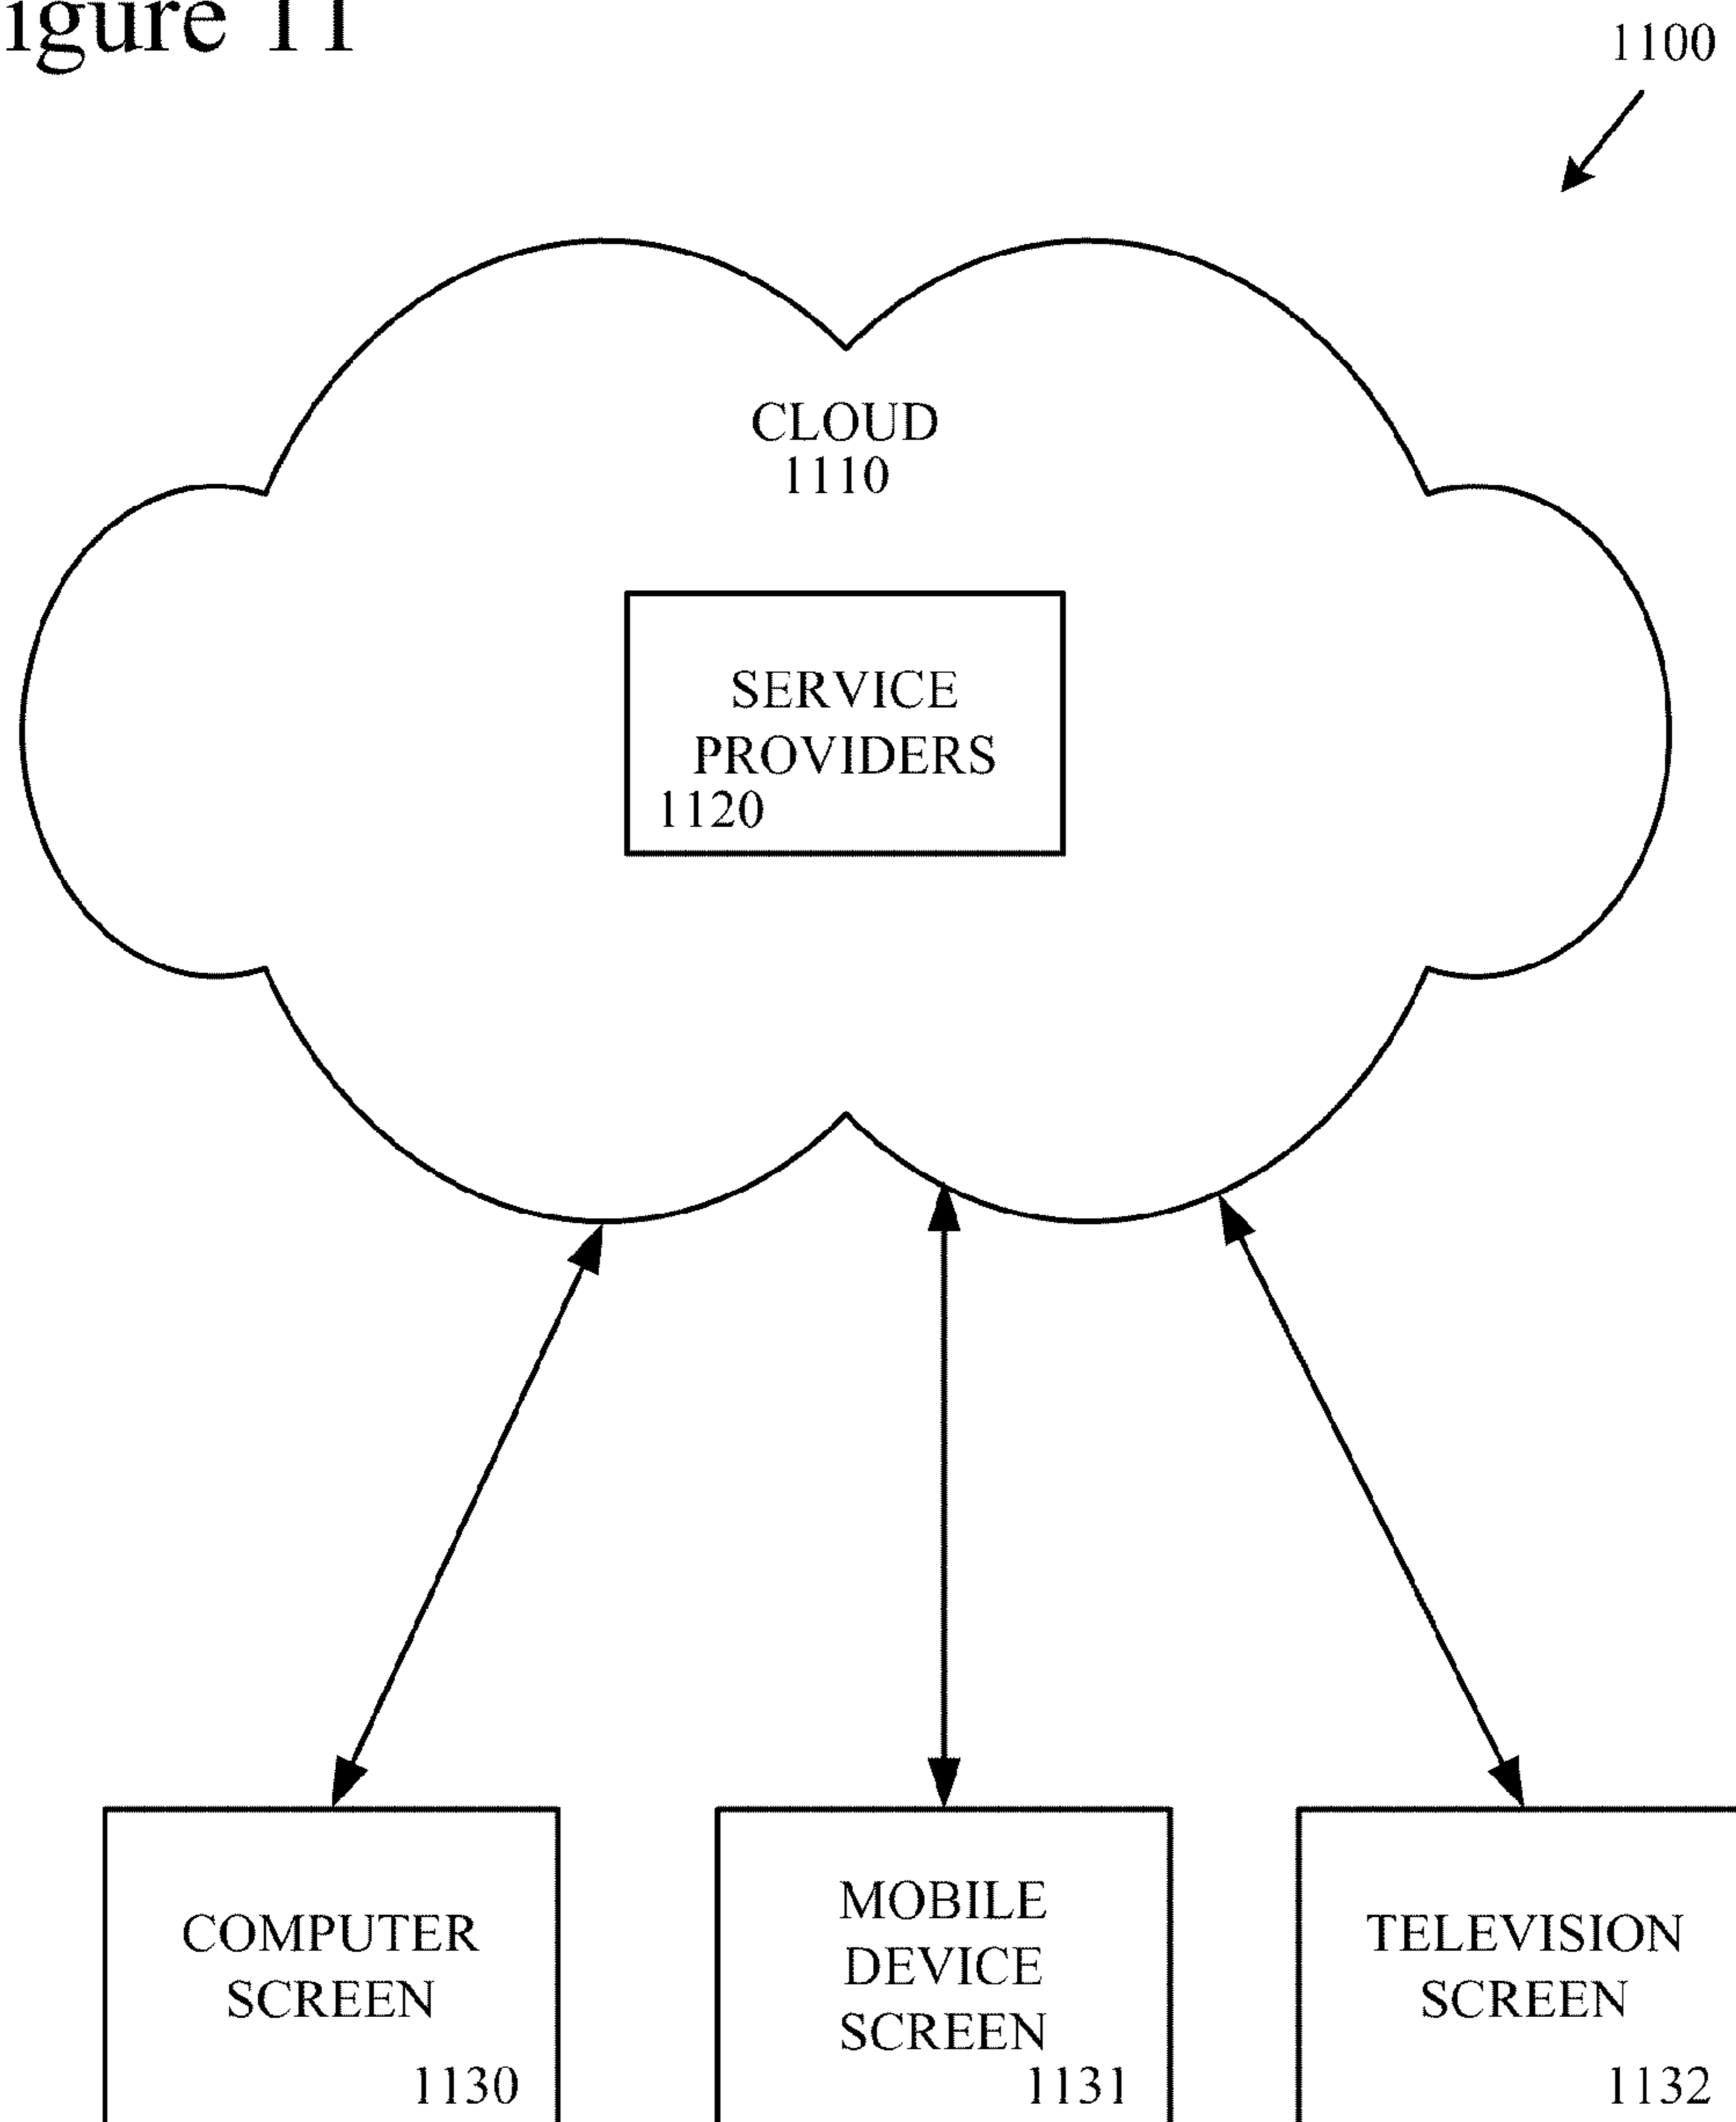 igure 11
1100
CLOUD
1110
SERVICE
PROVIDERS
1120
COMPUTER
SCREEN
1130
MOBILE
DEVICE
SCREEN
1131
TELEVISION
SCREEN
1132